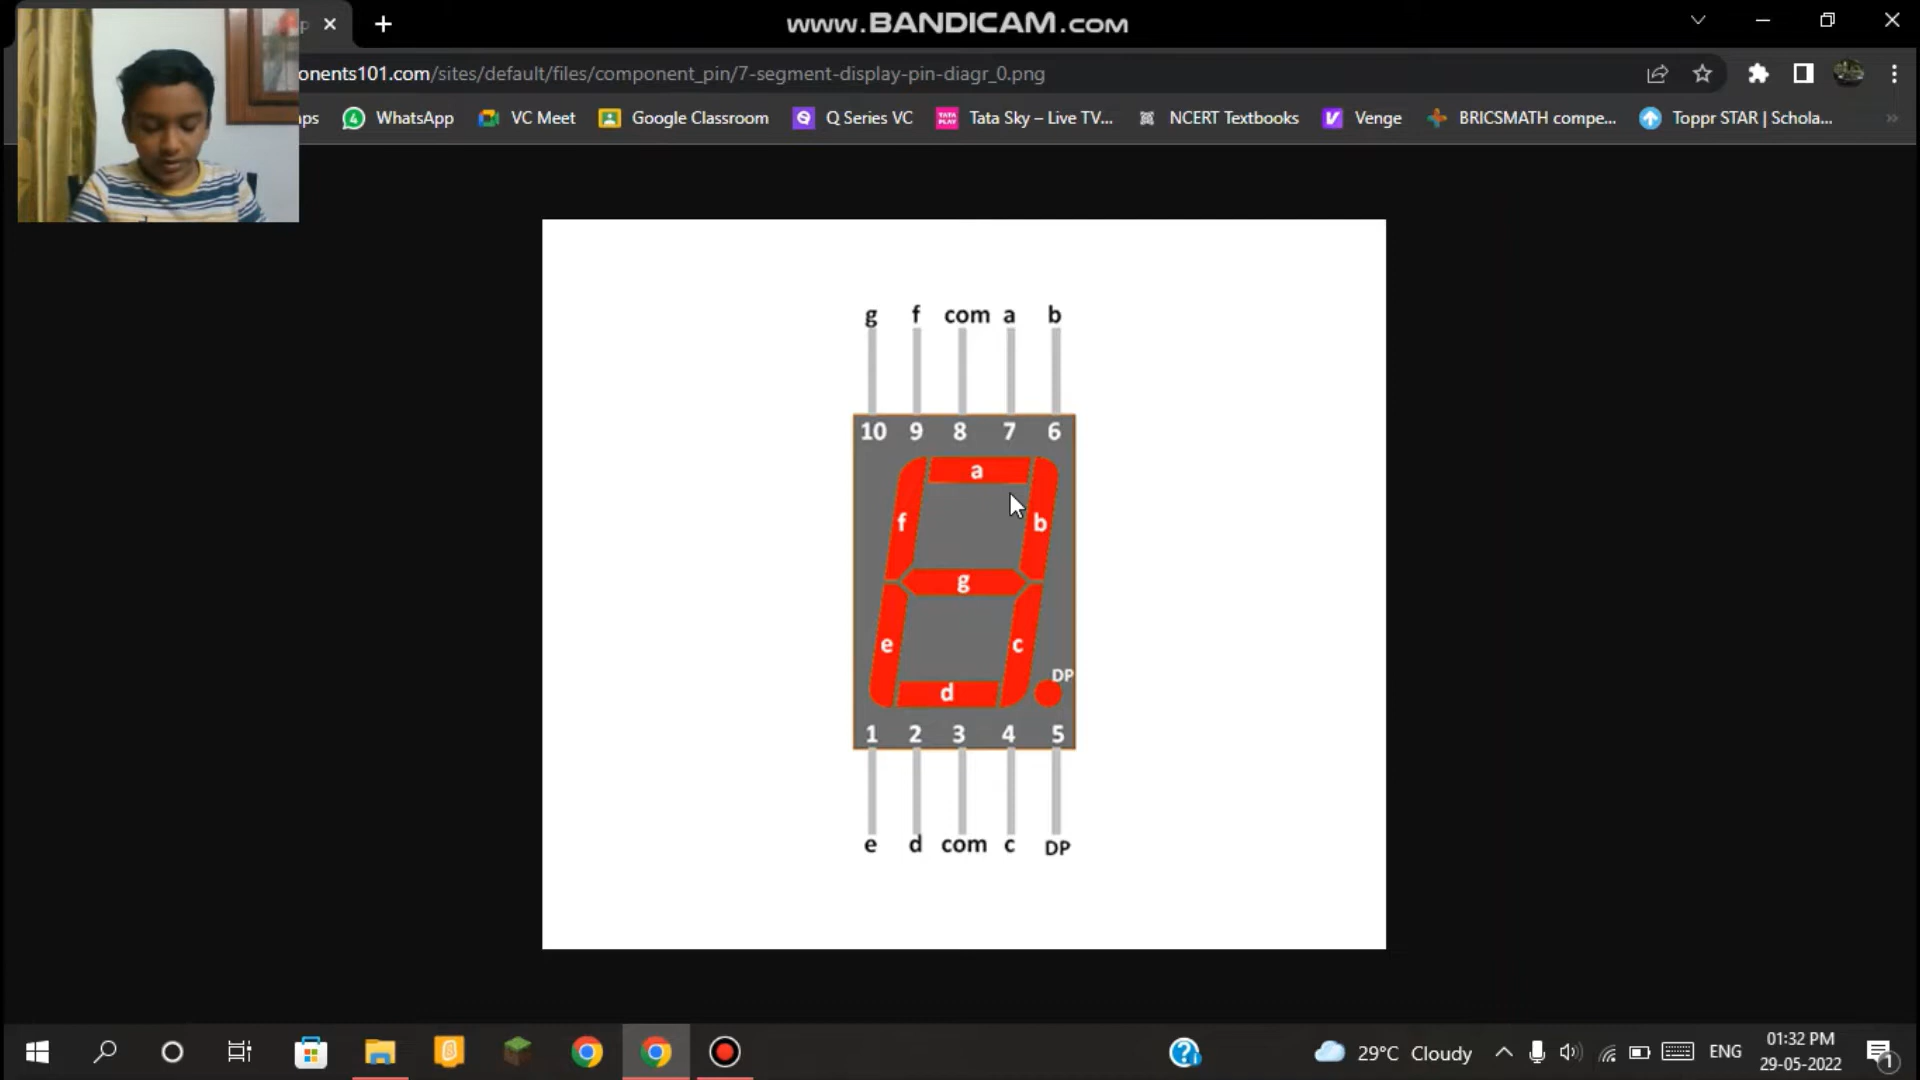 www.BANDICAM.com
onents101.com/sites/default/files/component_pin/7-segment-display-pin-diagr_0.png
ps WhatsApp VC Meet Google Classroom Q Series VC TATA PLAY Tata Sky – Live TV... NCERT Textbooks Venge BRICSMATH compe... Toppr STAR | Schola...
g f com a b
10 9 8 7 6
a
f b
g
e c
DP
d
1 2 3 4 5
e d com c DP
29°C Cloudy ENG 01:32 PM
29-05-2022
1